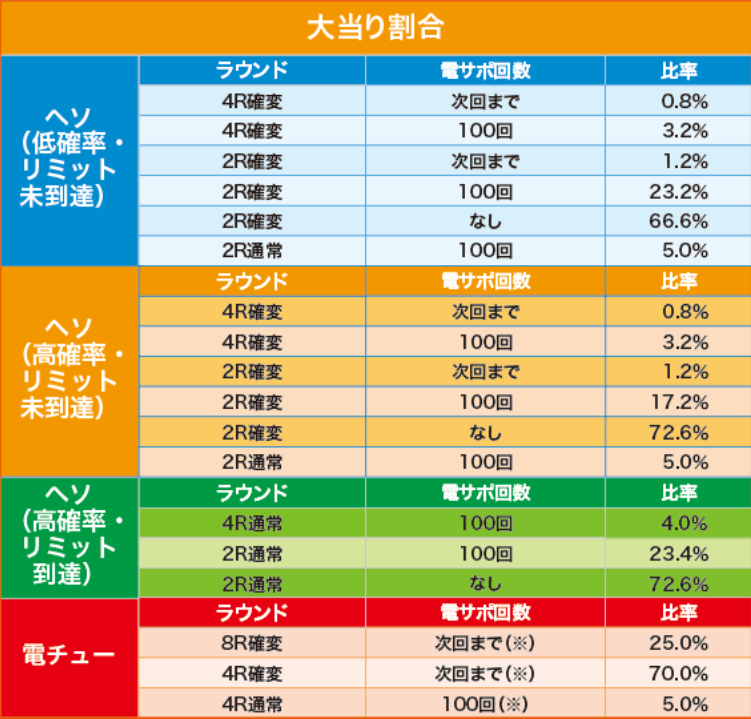 大当り割合
ヘソ
（低確率・
リミット
未到達）
ラウンド 電サポ回数 比率
4R確変 次回まで 0.8%
4R確変 100回 3.2%
2R確変 次回まで 1.2%
2R確変 100回 23.2%
2R確変 なし 66.6%
2R通常 100回 5.0%
ヘソ
（高確率・
リミット
未到達）
ラウンド 電サポ回数 比率
4R確変 次回まで 0.8%
4R確変 100回 3.2%
2R確変 次回まで 1.2%
2R確変 100回 17.2%
2R確変 なし 72.6%
2R通常 100回 5.0%
ヘソ
（高確率・
リミット
到達）
ラウンド 電サポ回数 比率
4R通常 100回 4.0%
2R通常 100回 23.4%
2R通常 なし 72.6%
電チュー
ラウンド 電サポ回数 比率
8R確変 次回まで（※） 25.0%
4R確変 次回まで（※） 70.0%
4R通常 100回（※） 5.0%